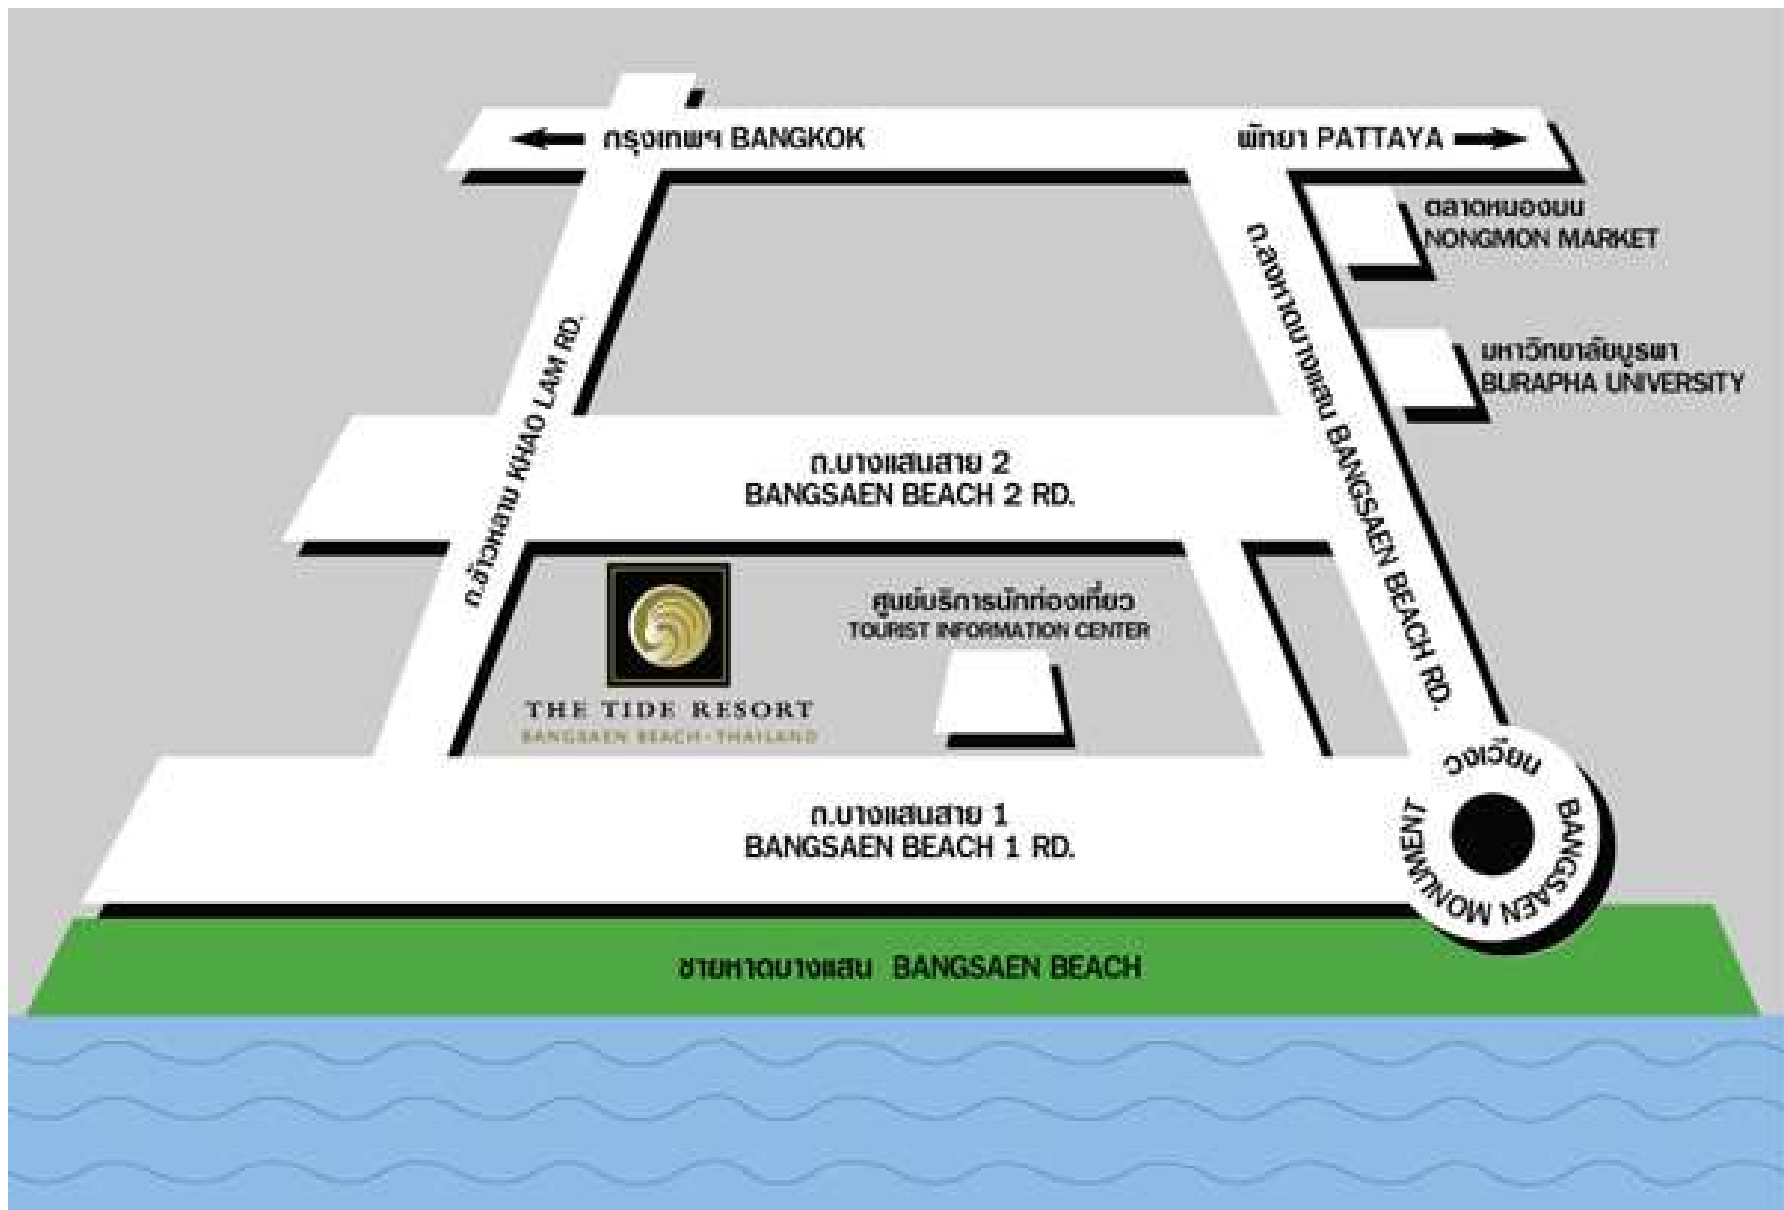 กรุงเทพฯ BANGKOK
พัทยา PATTAYA
ตลาดหนองมน
NONGMON MARKET
มหาวิทยาลัยบูรพา
BURAPHA UNIVERSITY
ถ.ลงหาดบางแสน BANGSAEN BEACH RD.
ถ.ข้าวหลาม KHAO LAM RD.
ถ.บางแสนสาย 2
BANGSAEN BEACH 2 RD.
ศูนย์บริการนักท่องเที่ยว
TOURIST INFORMATION CENTER
THE TIDE RESORT
BANGSAEN BEACH - THAILAND
ถ.บางแสนสาย 1
BANGSAEN BEACH 1 RD.
วงเวียน
BANGSAEN MONUMENT
ชายหาดบางแสน BANGSAEN BEACH